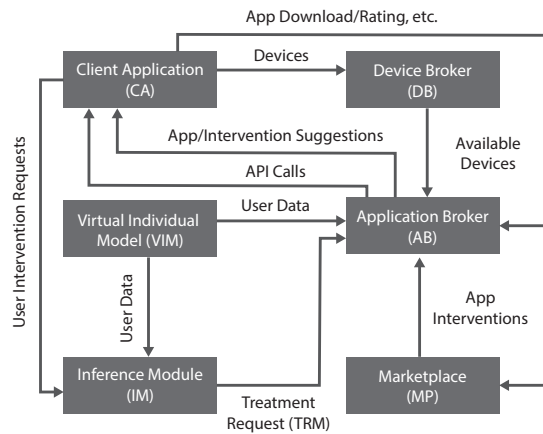 App Download/Rating, etc.
Client Application
(CA)
Devices
Device Broker
(DB)
App/Intervention Suggestions
Available
Devices
API Calls
User Intervention Requests
Virtual Individual
Model (VIM)
User Data
Application Broker
(AB)
User Data
App
Interventions
Inference Module
(IM)
Treatment
Request (TRM)
Marketplace
(MP)